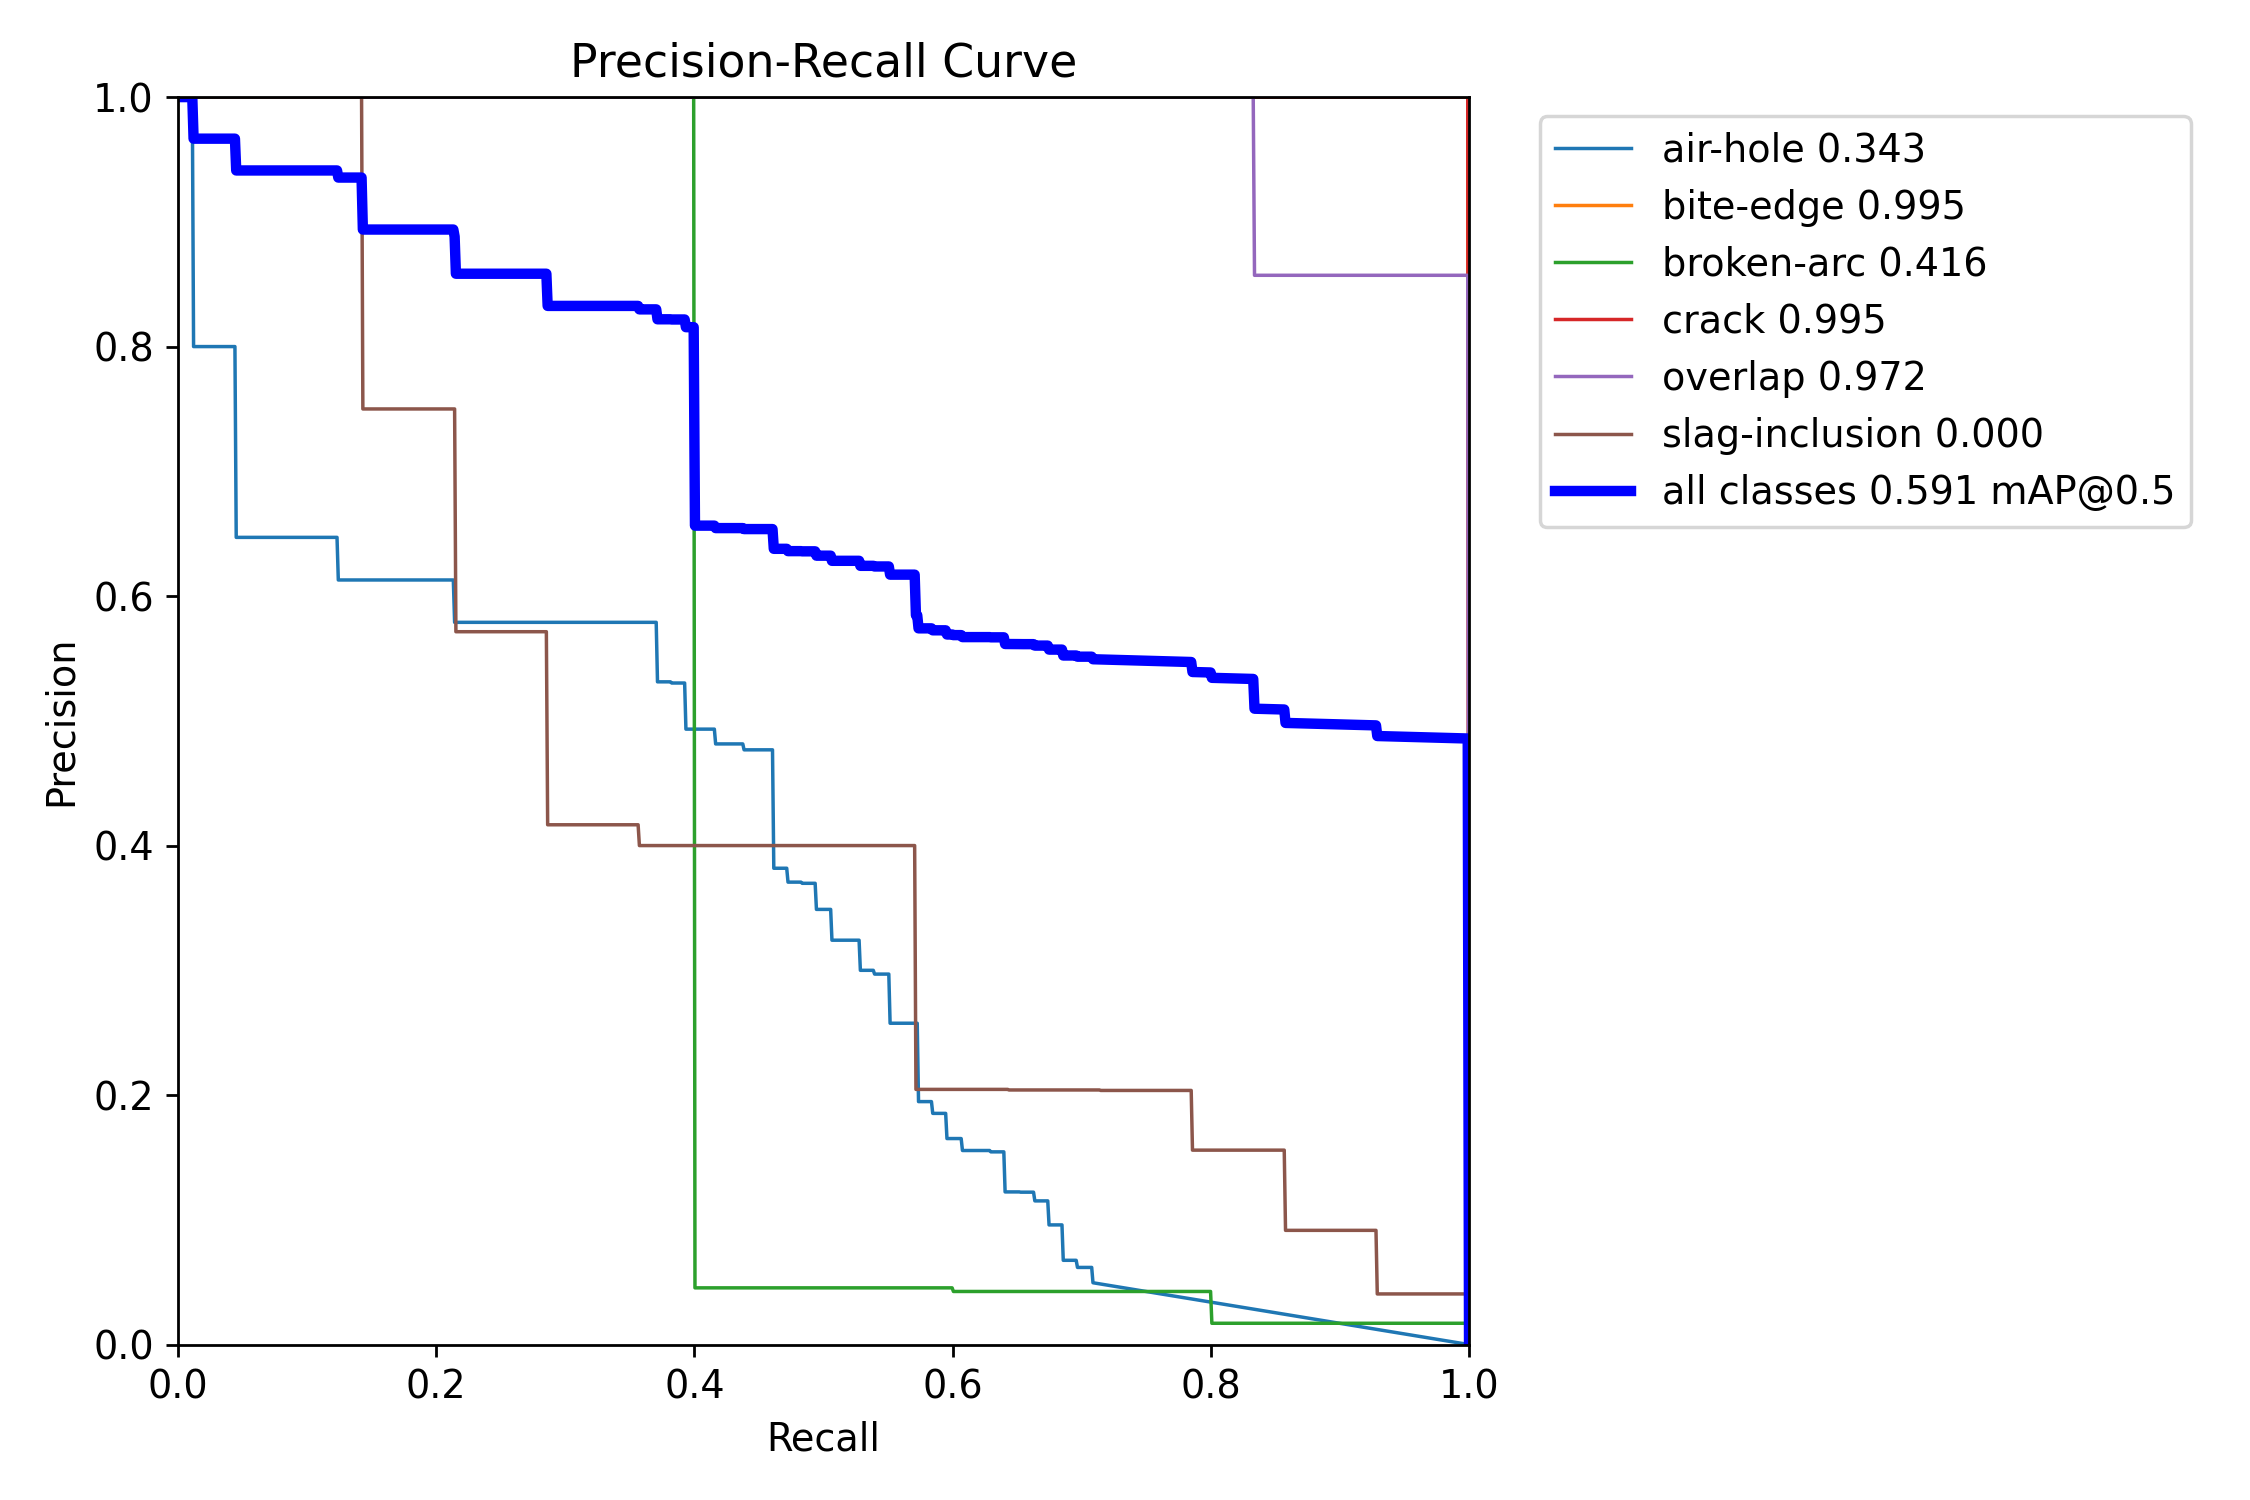 Precision-Recall Curve
1.0
0.8
0.6
0.4
0.2
0.0
Precision
0.0 0.2 0.4 0.6 0.8 1.0
Recall
air-hole 0.343
bite-edge 0.995
broken-arc 0.416
crack 0.995
overlap 0.972
slag-inclusion 0.000
all classes 0.591 mAP@0.5